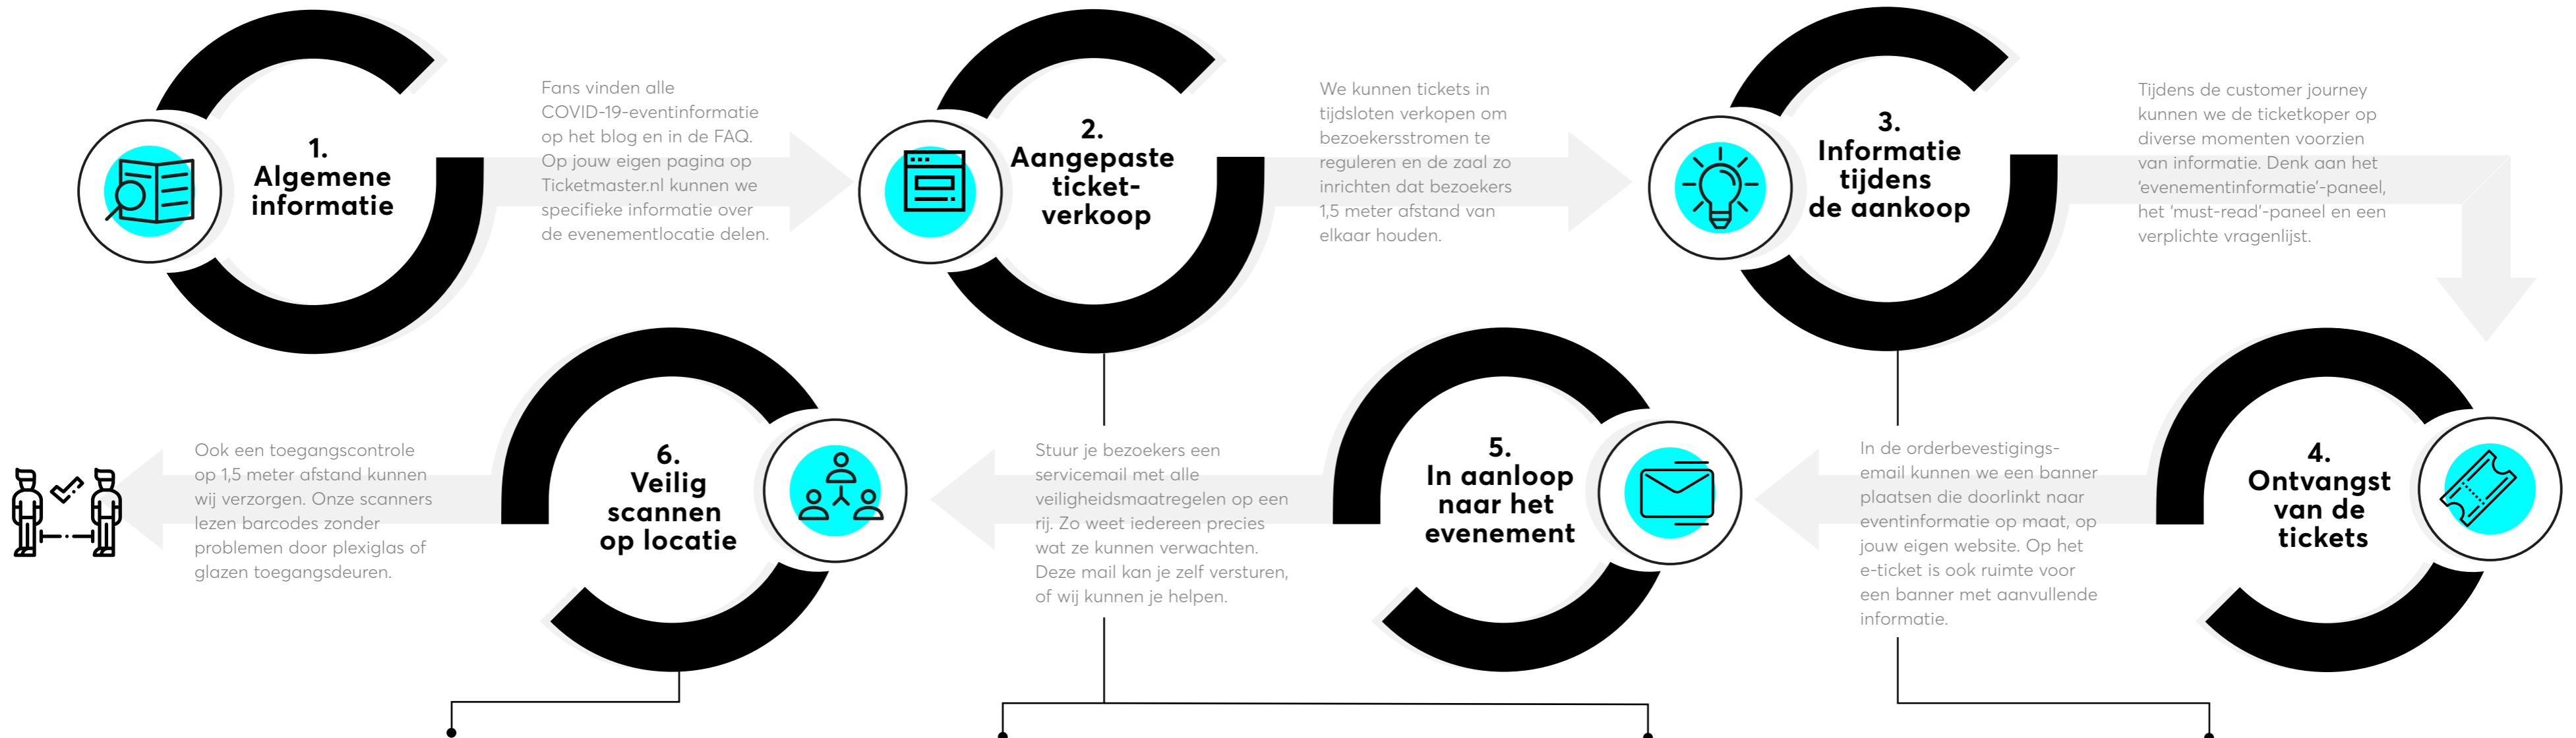 1.
Algemene
informatie
Fans vinden alle
COVID-19-eventinformatie
op het blog en in de FAQ.
Op jouw eigen pagina op
Ticketmaster.nl kunnen we
specifieke informatie over
de evenementlocatie delen.
2.
Aangepaste
ticket-
verkoop
We kunnen tickets in
tijdsloten verkopen om
bezoekersstromen te
reguleren en de zaal zo
inrichten dat bezoekers
1,5 meter afstand van
elkaar houden.
3.
Informatie
tijdens
de aankoop
Tijdens de customer journey
kunnen we de ticketkoper op
diverse momenten voorzien
van informatie. Denk aan het
‘evenementinformatie’-paneel,
het ‘must-read’-paneel en een
verplichte vragenlijst.
4.
Ontvangst
van de
tickets
In de orderbevestigings-
email kunnen we een banner
plaatsen die doorlinkt naar
eventinformatie op maat, op
jouw eigen website. Op het
e-ticket is ook ruimte voor
een banner met aanvullende
informatie.
5.
In aanloop
naar het
evenement
Stuur je bezoekers een
servicemail met alle
veiligheidsmaatregelen op een
rij. Zo weet iedereen precies
wat ze kunnen verwachten.
Deze mail kan je zelf versturen,
of wij kunnen je helpen.
6.
Veilig
scannen
op locatie
Ook een toegangscontrole
op 1,5 meter afstand kunnen
wij verzorgen. Onze scanners
lezen barcodes zonder
problemen door plexiglas of
glazen toegangsdeuren.